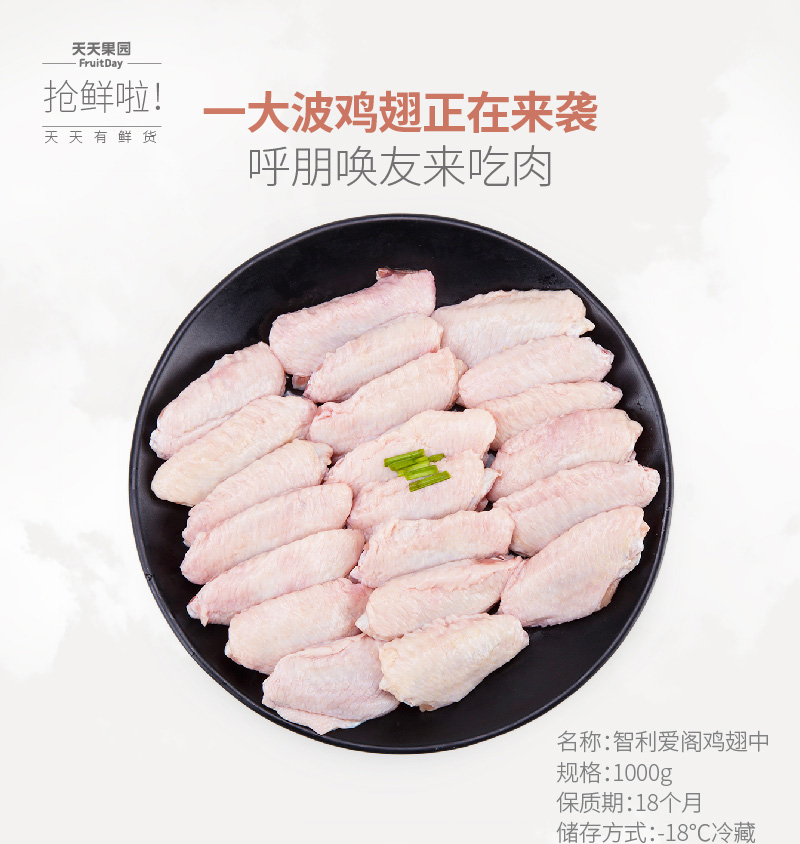 天天果园
FruitDay
抢鲜啦!
天天有鲜货
一大波鸡翅正在来袭
呼朋唤友来吃肉
名称:智利爱阁鸡翅中
规格:1000g
保质期:18个月
储存方式:-18℃冷藏